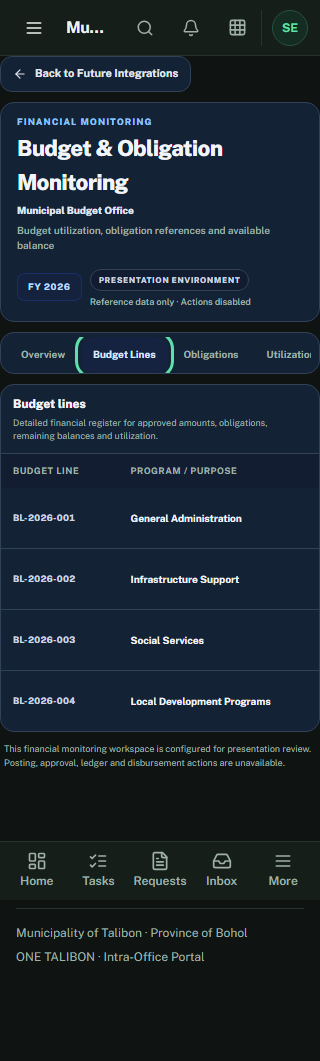 Mu...
SE
Back to Future Integrations
FINANCIAL MONITORING
Budget & Obligation
Monitoring
Municipal Budget Office
Budget utilization, obligation references and available
balance
FY 2026
PRESENTATION ENVIRONMENT
Reference data only · Actions disabled
Overview
Budget Lines
Obligations
Utilization
Budget lines
Detailed financial register for approved amounts, obligations,
remaining balances and utilization.
BUDGET LINE
PROGRAM / PURPOSE
BL-2026-001
General Administration
BL-2026-002
Infrastructure Support
BL-2026-003
Social Services
BL-2026-004
Local Development Programs
This financial monitoring workspace is configured for presentation review.
Posting, approval, ledger and disbursement actions are unavailable.
Home
Tasks
Requests
Inbox
More
Municipality of Talibon · Province of Bohol
ONE TALIBON · Intra-Office Portal